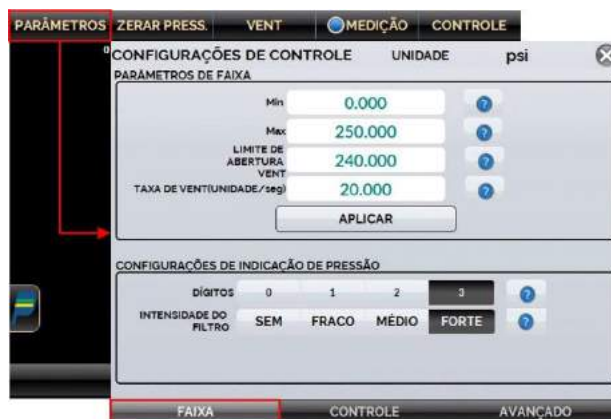 PARÂMETROS ZERAR PRESS. VENT MEDIÇÃO CONTROLE
0
CONFIGURAÇÕES DE CONTROLE UNIDADE psi
PARÂMETROS DE FAIXA
Min 0.000 ?
Max 250.000 ?
LIMITE DE
ABERTURA 240.000 ?
VENT
TAXA DE VENT(UNIDADE/seg) 20.000 ?
APLICAR
CONFIGURAÇÕES DE INDICAÇÃO DE PRESSÃO
DÍGITOS 0 1 2 3 ?
INTENSIDADE DO
FILTRO SEM FRACO MÉDIO FORTE ?
FAIXA CONTROLE AVANÇADO